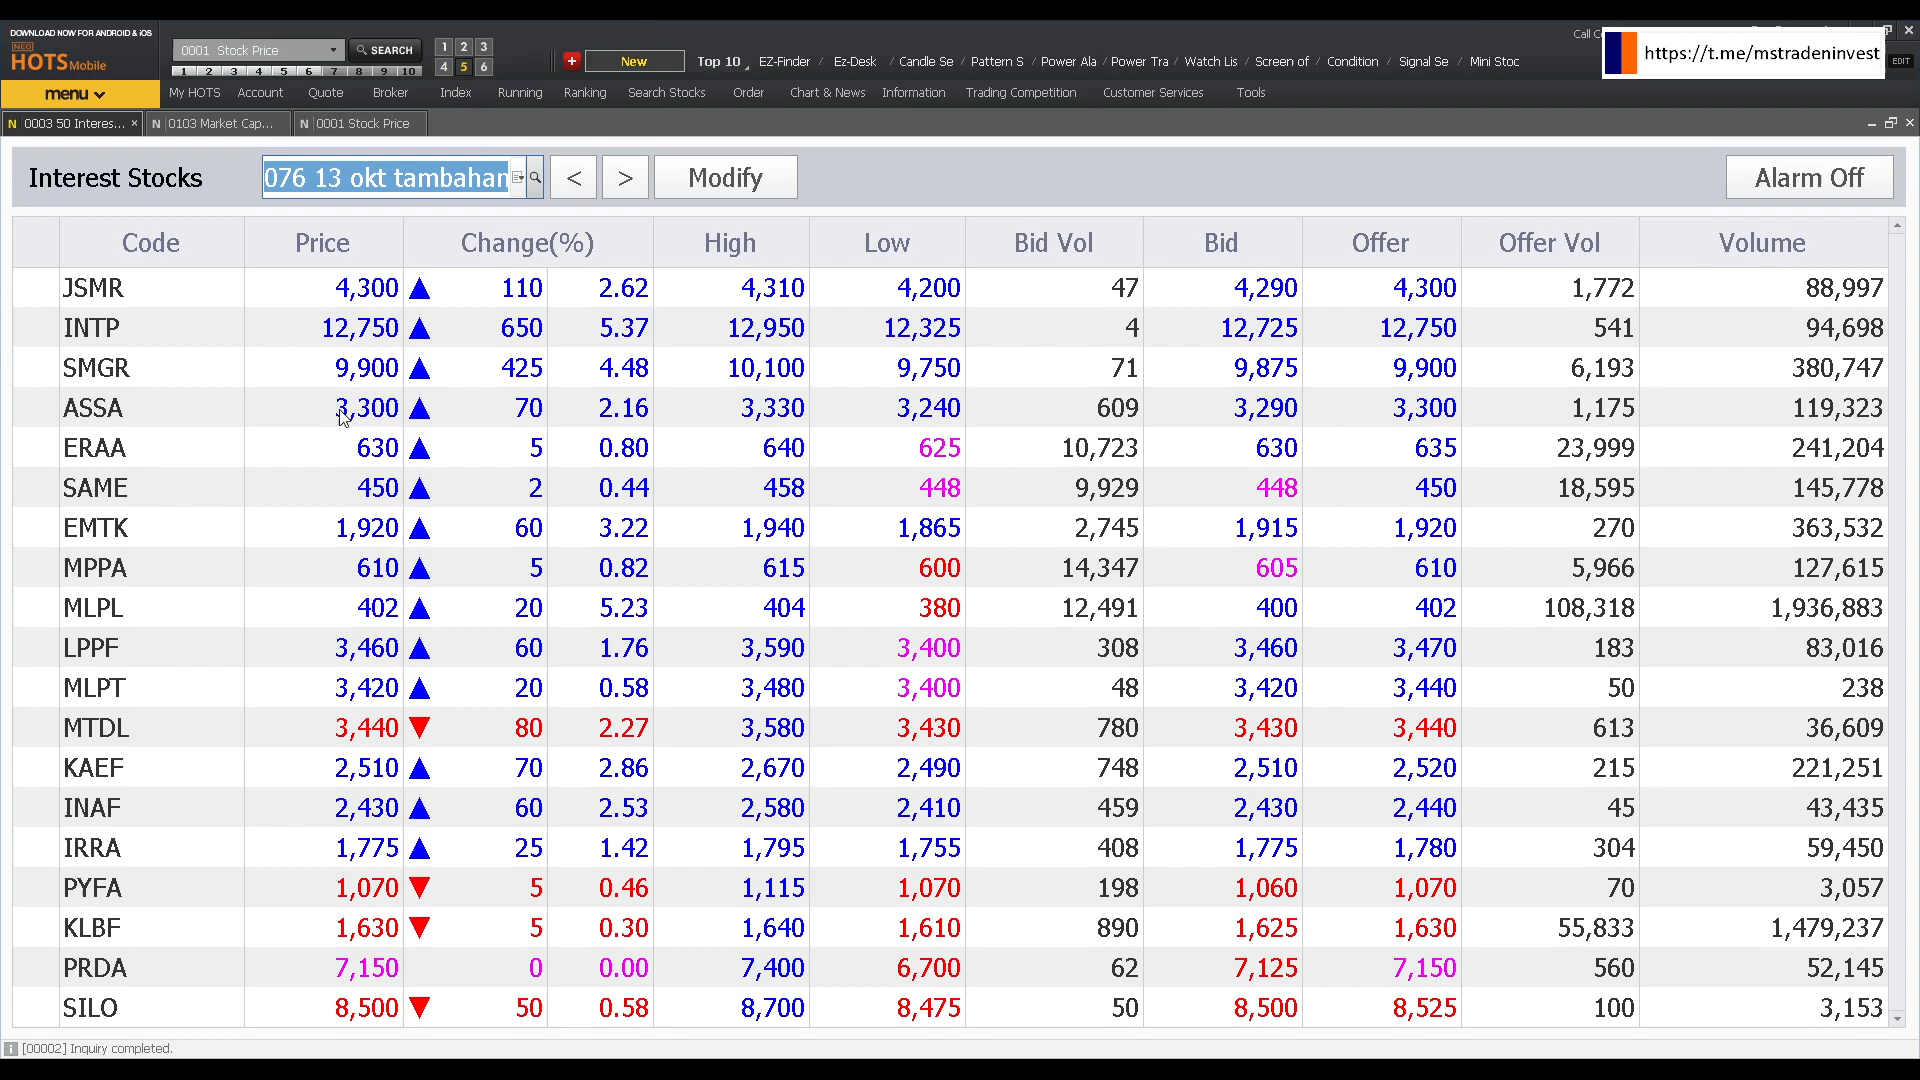 DOWNLOAD NOW FOR ANDROID & iOS
NEO
HOTS Mobile
0001 Stock Price SEARCH 1 2 3
4 5 6
1 2 3 4 5 6 7 8 9 10
New Top 10 EZ-Finder / Ez-Desk / Candle Se / Pattern S / Power Ala / Power Tra / Watch Lis / Screen of / Condition / Signal Se / Mini Stoc
https://t.me/mstradeninvest
EDIT
menu My HOTS Account Quote Broker Index Running Ranking Search Stocks Order Chart & News Information Trading Competition Customer Services Tools
N 0003 50 Interes... × N 0103 Market Cap... N 0001 Stock Price
Interest Stocks 076 13 okt tambahan < > Modify Alarm Off
Code Price Change(%) High Low Bid Vol Bid Offer Offer Vol Volume
JSMR 4,300 ▲ 110 2.62 4,310 4,200 47 4,290 4,300 1,772 88,997
INTP 12,750 ▲ 650 5.37 12,950 12,325 4 12,725 12,750 541 94,698
SMGR 9,900 ▲ 425 4.48 10,100 9,750 71 9,875 9,900 6,193 380,747
ASSA 3,300 ▲ 70 2.16 3,330 3,240 609 3,290 3,300 1,175 119,323
ERAA 630 ▲ 5 0.80 640 625 10,723 630 635 23,999 241,204
SAME 450 ▲ 2 0.44 458 448 9,929 448 450 18,595 145,778
EMTK 1,920 ▲ 60 3.22 1,940 1,865 2,745 1,915 1,920 270 363,532
MPPA 610 ▲ 5 0.82 615 600 14,347 605 610 5,966 127,615
MLPL 402 ▲ 20 5.23 404 380 12,491 400 402 108,318 1,936,883
LPPF 3,460 ▲ 60 1.76 3,590 3,400 308 3,460 3,470 183 83,016
MLPT 3,420 ▲ 20 0.58 3,480 3,400 48 3,420 3,440 50 238
MTDL 3,440 ▼ 80 2.27 3,580 3,430 780 3,430 3,440 613 36,609
KAEF 2,510 ▲ 70 2.86 2,670 2,490 748 2,510 2,520 215 221,251
INAF 2,430 ▲ 60 2.53 2,580 2,410 459 2,430 2,440 45 43,435
IRRA 1,775 ▲ 25 1.42 1,795 1,755 408 1,775 1,780 304 59,450
PYFA 1,070 ▼ 5 0.46 1,115 1,070 198 1,060 1,070 70 3,057
KLBF 1,630 ▼ 5 0.30 1,640 1,610 890 1,625 1,630 55,833 1,479,237
PRDA 7,150 0 0.00 7,400 6,700 62 7,125 7,150 560 52,145
SILO 8,500 ▼ 50 0.58 8,700 8,475 50 8,500 8,525 100 3,153
[00002] Inquiry completed.